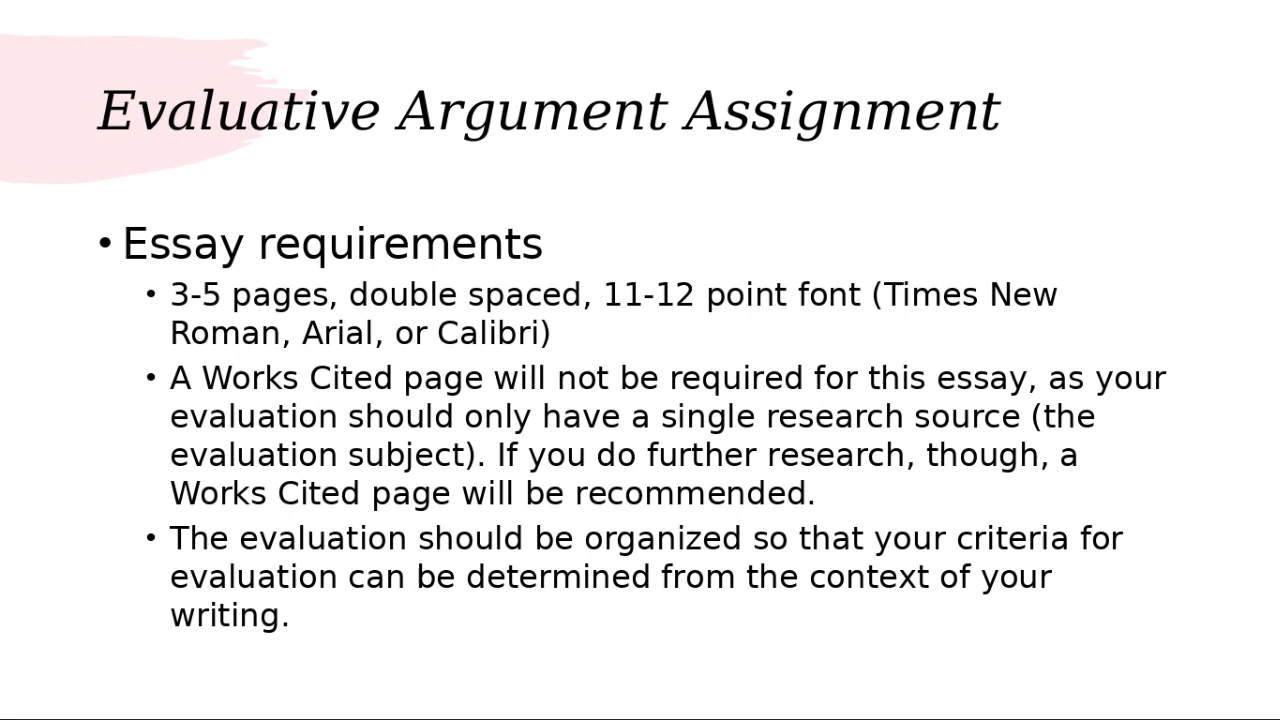 Evaluative Argument Assignment
• Essay requirements
• 3-5 pages, double spaced, 11-12 point font (Times New
Roman, Arial, or Calibri)
• A Works Cited page will not be required for this essay, as your
evaluation should only have a single research source (the
evaluation subject). If you do further research, though, a
Works Cited page will be recommended.
• The evaluation should be organized so that your criteria for
evaluation can be determined from the context of your
writing.